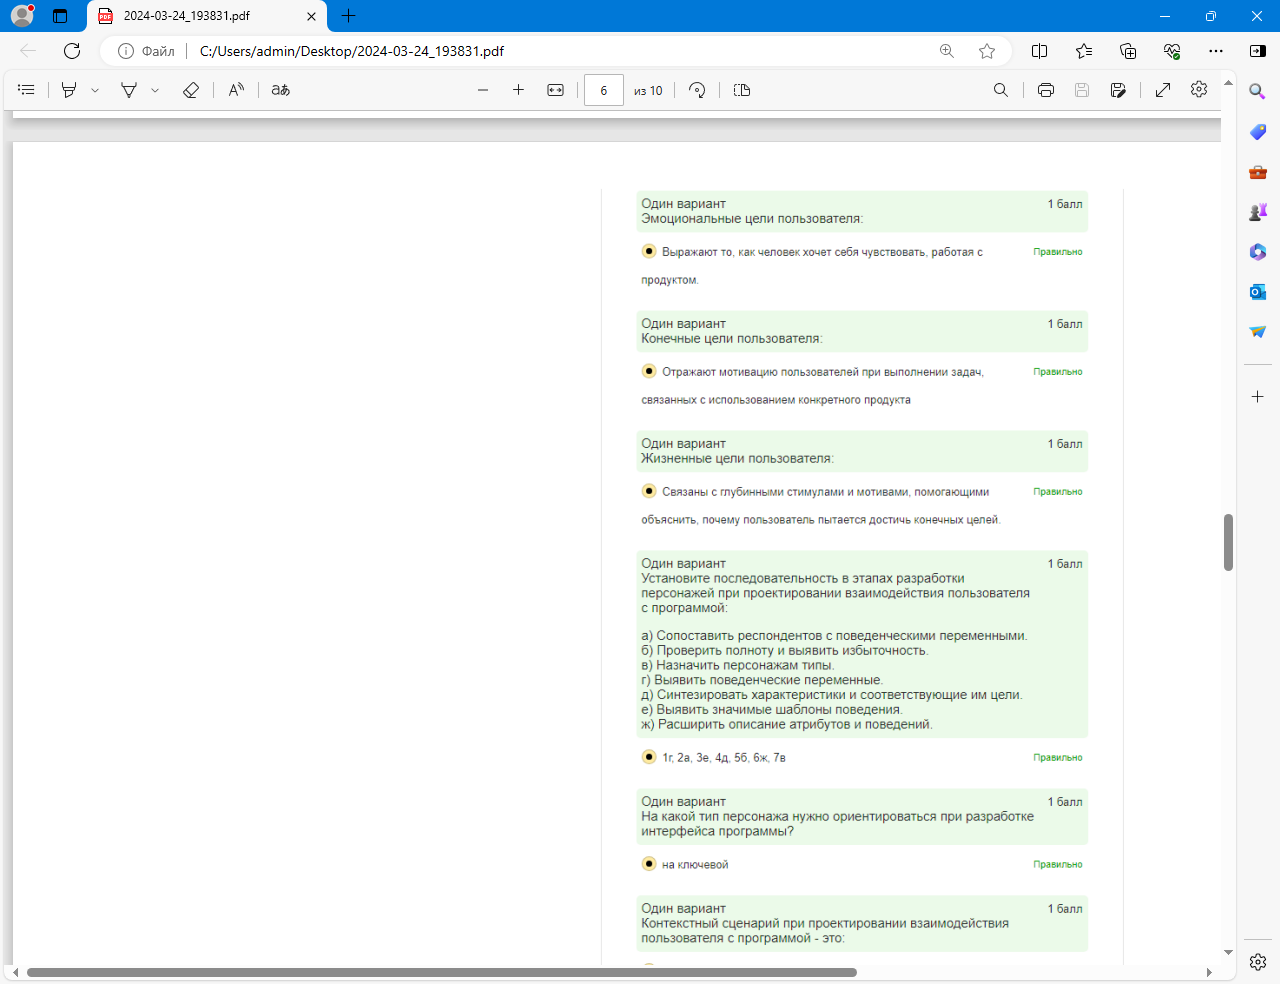 2024-03-24_193831.pdf
Файл
C:/Users/admin/Desktop/2024-03-24_193831.pdf
6 из 10
Один вариант 1 балл
Эмоциональные цели пользователя:
Выражают то, как человек хочет себя чувствовать, работая с Правильно
продуктом.
Один вариант 1 балл
Конечные цели пользователя:
Отражают мотивацию пользователей при выполнении задач, Правильно
связанных с использованием конкретного продукта
Один вариант 1 балл
Жизненные цели пользователя:
Связаны с глубинными стимулами и мотивами, помогающими Правильно
объяснить, почему пользователь пытается достичь конечных целей.
Один вариант 1 балл
Установите последовательность в этапах разработки
персонажей при проектировании взаимодействия пользователя
с программой:
а) Сопоставить респондентов с поведенческими переменными.
б) Проверить полноту и выявить избыточность.
в) Назначить персонажам типы.
г) Выявить поведенческие переменные.
д) Синтезировать характеристики и соответствующие им цели.
е) Выявить значимые шаблоны поведения.
ж) Расширить описание атрибутов и поведений.
1г, 2а, 3е, 4д, 5б, 6ж, 7в Правильно
Один вариант 1 балл
На какой тип персонажа нужно ориентироваться при разработке
интерфейса программы?
на ключевой Правильно
Один вариант 1 балл
Контекстный сценарий при проектировании взаимодействия
пользователя с программой - это: